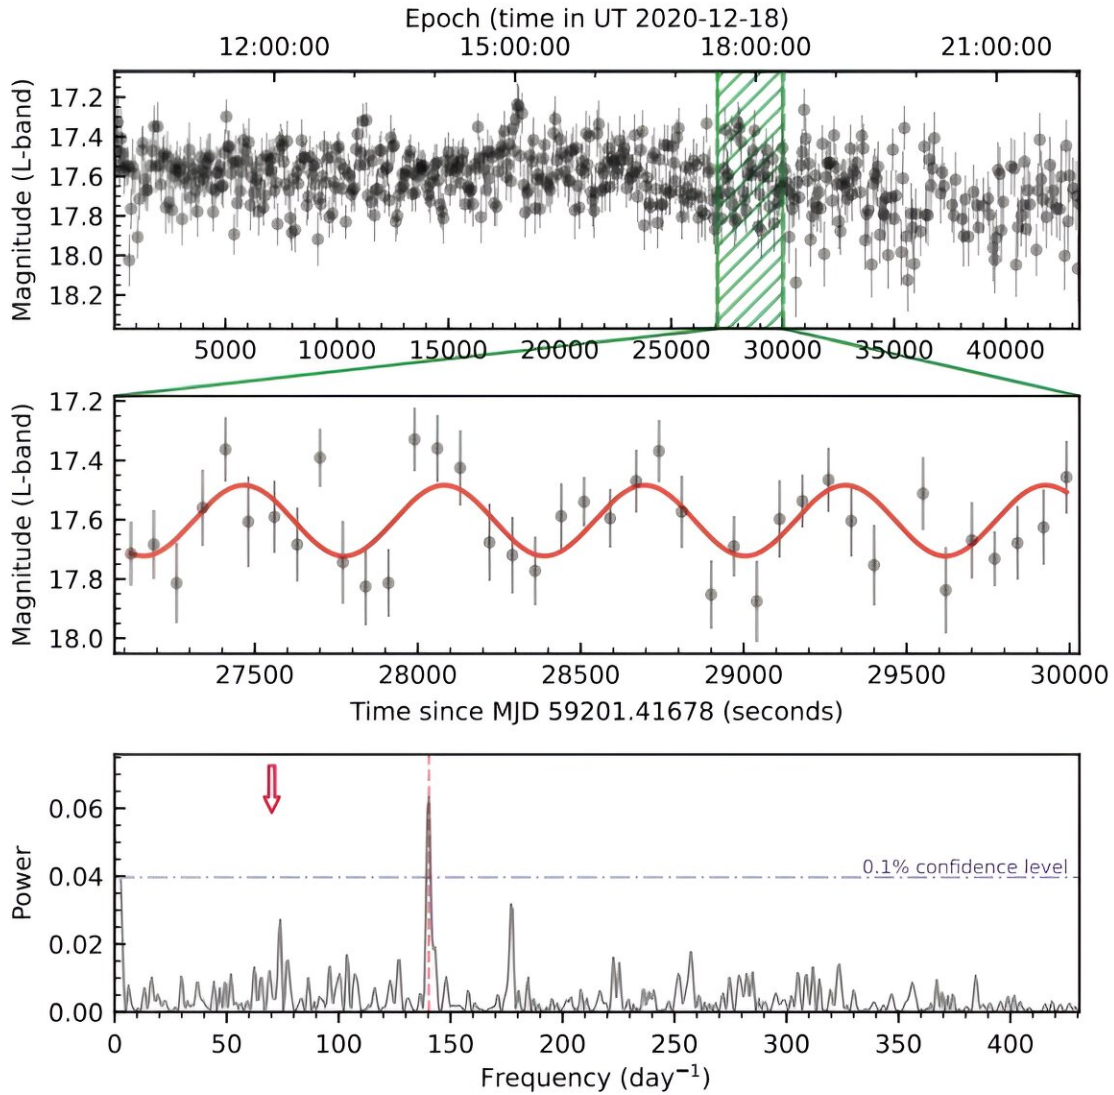 Epoch (time in UT 2020-12-18)
12:00:00 15:00:00 18:00:00 21:00:00
Magnitude (L-band)
17.2
17.4
17.6
17.8
18.0
18.2
5000 10000 15000 20000 25000 30000 35000 40000
Magnitude (L-band)
17.2
17.4
17.6
17.8
18.0
27500 28000 28500 29000 29500 30000
Time since MJD 59201.41678 (seconds)
Power
0.06
0.04
0.02
0.00
0.1% confidence level
0 50 100 150 200 250 300 350 400
Frequency (day⁻¹)